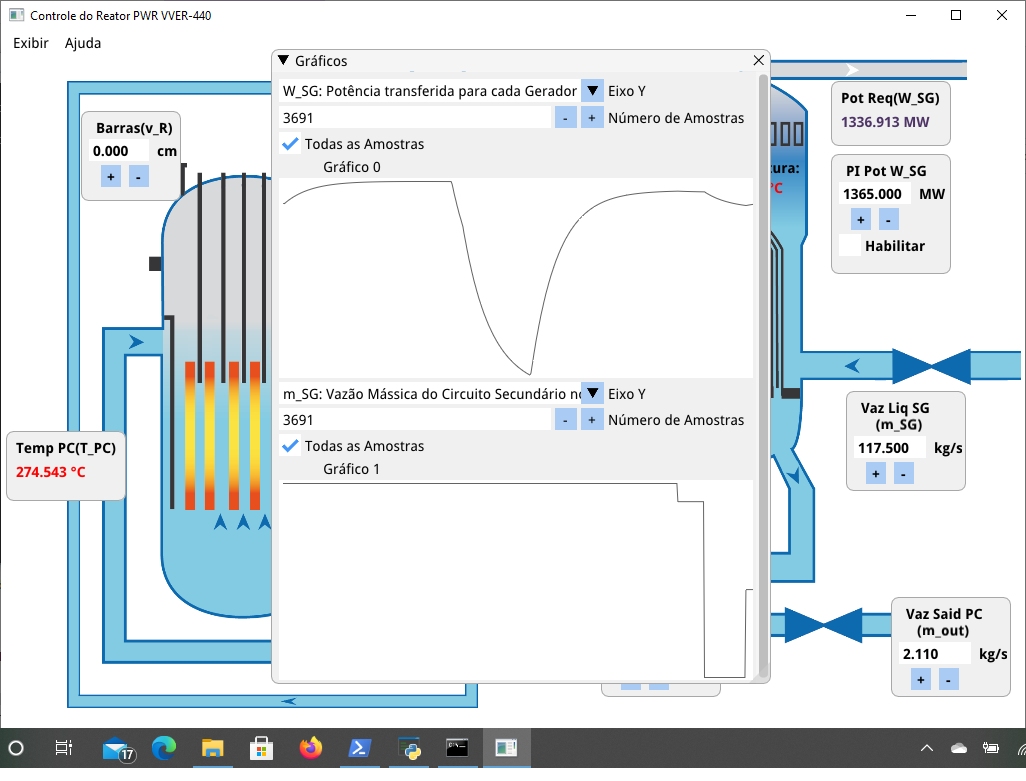 Controle do Reator PWR VVER-440
Exibir Ajuda
Gráficos
W_SG: Potência transferida para cada Gerador Eixo Y
3691 - + Número de Amostras
Todas as Amostras
Gráfico 0
m_SG: Vazão Mássica do Circuito Secundário Eixo Y
3691 - + Número de Amostras
Todas as Amostras
Gráfico 1
Barras(v_R)
0.000 cm
+ -
Temp PC(T_PC)
274.543 °C
Pot Req(W_SG)
1336.913 MW
PI Pot W_SG
1365.000 MW
+ -
Habilitar
Vaz Liq SG
(m_SG)
117.500 kg/s
+ -
Vaz Said PC
(m_out)
2.110 kg/s
+ -
17